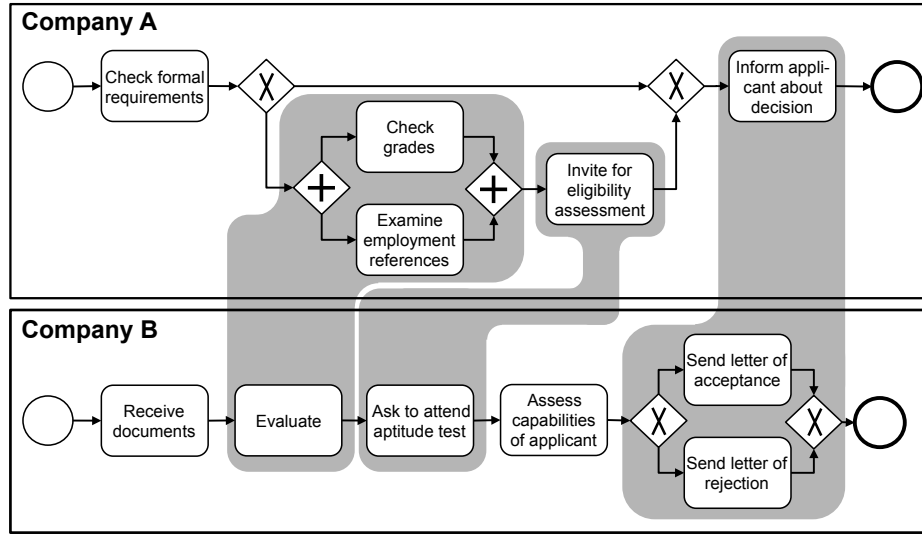 Company A
Check formal
requirements
X
Check
grades
Examine
employment
references
Invite for
eligibility
assessment
X
Inform appli-
cant about
decision
Company B
Receive
documents
Evaluate
Ask to attend
aptitude test
Assess
capabilities
of applicant
X
Send letter of
acceptance
Send letter of
rejection
X